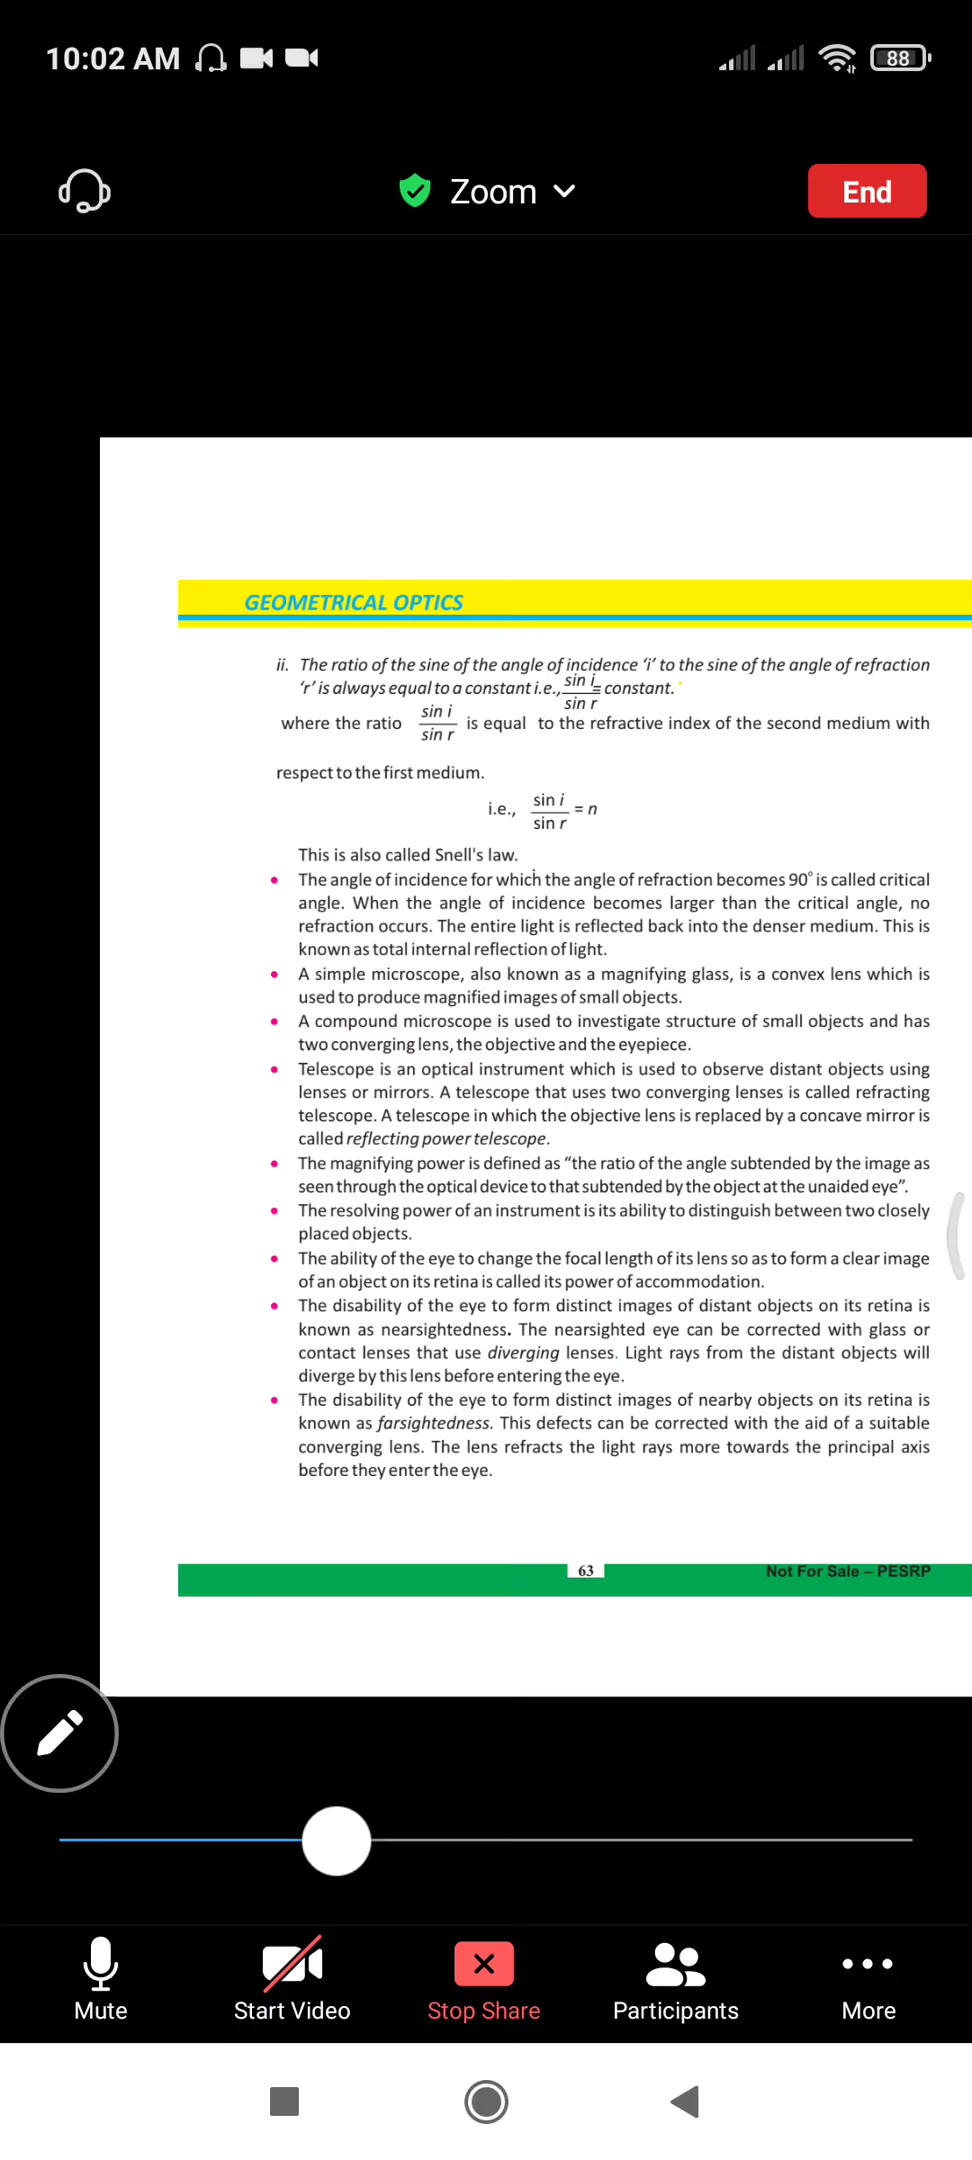 10:02 AM
88
Zoom
End
GEOMETRICAL OPTICS
ii. The ratio of the sine of the angle of incidence ‘i’ to the sine of the angle of refraction
‘r’ is always equal to a constant i.e., sin i / sin r = constant.
where the ratio sin i / sin r is equal to the refractive index of the second medium with
respect to the first medium.
i.e., sin i / sin r = n
This is also called Snell's law.
• The angle of incidence for which the angle of refraction becomes 90° is called critical
angle. When the angle of incidence becomes larger than the critical angle, no
refraction occurs. The entire light is reflected back into the denser medium. This is
known as total internal reflection of light.
• A simple microscope, also known as a magnifying glass, is a convex lens which is
used to produce magnified images of small objects.
• A compound microscope is used to investigate structure of small objects and has
two converging lens, the objective and the eyepiece.
• Telescope is an optical instrument which is used to observe distant objects using
lenses or mirrors. A telescope that uses two converging lenses is called refracting
telescope. A telescope in which the objective lens is replaced by a concave mirror is
called reflecting power telescope.
• The magnifying power is defined as “the ratio of the angle subtended by the image as
seen through the optical device to that subtended by the object at the unaided eye”.
• The resolving power of an instrument is its ability to distinguish between two closely
placed objects.
• The ability of the eye to change the focal length of its lens so as to form a clear image
of an object on its retina is called its power of accommodation.
• The disability of the eye to form distinct images of distant objects on its retina is
known as nearsightedness. The nearsighted eye can be corrected with glass or
contact lenses that use diverging lenses. Light rays from the distant objects will
diverge by this lens before entering the eye.
• The disability of the eye to form distinct images of nearby objects on its retina is
known as farsightedness. This defects can be corrected with the aid of a suitable
converging lens. The lens refracts the light rays more towards the principal axis
before they enter the eye.
63
Not For Sale – PESRP
Mute
Start Video
Stop Share
Participants
More